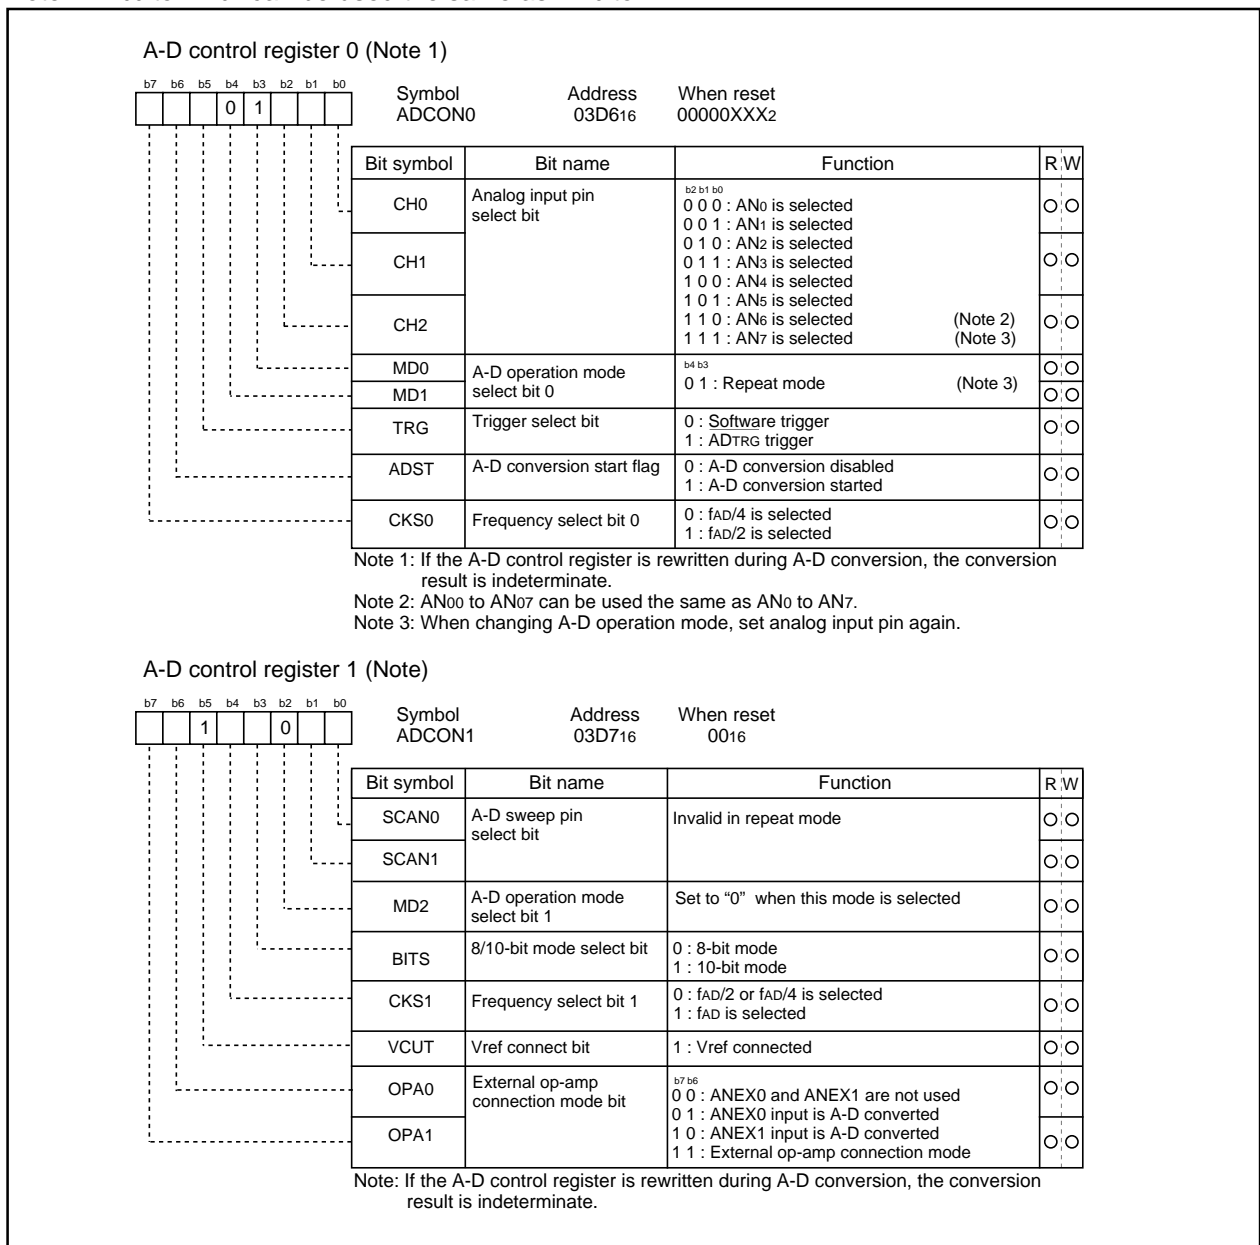 A-D control register 0 (Note 1)
b7 b6 b5 b4 b3 b2 b1 b0
0 1
Symbol Address When reset
ADCON0 03D616 00000XXX2
Bit symbol Bit name Function R W
CH0 Analog input pin select bit
b2 b1 b0
0 0 0 : AN0 is selected
0 0 1 : AN1 is selected
0 1 0 : AN2 is selected
CH1
0 1 1 : AN3 is selected
1 0 0 : AN4 is selected
1 0 1 : AN5 is selected
CH2
1 1 0 : AN6 is selected (Note 2)
1 1 1 : AN7 is selected (Note 3)
MD0 A-D operation mode
MD1 select bit 0
b4 b3
0 1 : Repeat mode (Note 3)
TRG Trigger select bit 0 : Software trigger
1 : ADTRG trigger
ADST A-D conversion start flag 0 : A-D conversion disabled
1 : A-D conversion started
CKS0 Frequency select bit 0 0 : fAD/4 is selected
1 : fAD/2 is selected
Note 1: If the A-D control register is rewritten during A-D conversion, the conversion
result is indeterminate.
Note 2: AN00 to AN07 can be used the same as AN0 to AN7.
Note 3: When changing A-D operation mode, set analog input pin again.
A-D control register 1 (Note)
b7 b6 b5 b4 b3 b2 b1 b0
1 0
Symbol Address When reset
ADCON1 03D716 0016
Bit symbol Bit name Function R W
SCAN0 A-D sweep pin Invalid in repeat mode
select bit
SCAN1
MD2 A-D operation mode Set to “0” when this mode is selected
select bit 1
BITS 8/10-bit mode select bit 0 : 8-bit mode
1 : 10-bit mode
CKS1 Frequency select bit 1 0 : fAD/2 or fAD/4 is selected
1 : fAD is selected
VCUT Vref connect bit 1 : Vref connected
OPA0 External op-amp
connection mode bit
b7 b6
0 0 : ANEX0 and ANEX1 are not used
0 1 : ANEX0 input is A-D converted
OPA1
1 0 : ANEX1 input is A-D converted
1 1 : External op-amp connection mode
Note: If the A-D control register is rewritten during A-D conversion, the conversion
result is indeterminate.